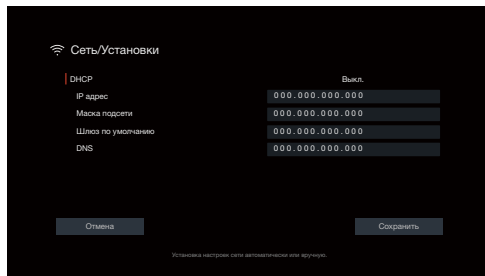 Сеть/Установки
DHCP Выкл.
IP адрес 000.000.000.000
Маска подсети 000.000.000.000
Шлюз по умолчанию 000.000.000.000
DNS 000.000.000.000
Отмена Сохранить
Установка настроек сети автоматически или вручную.